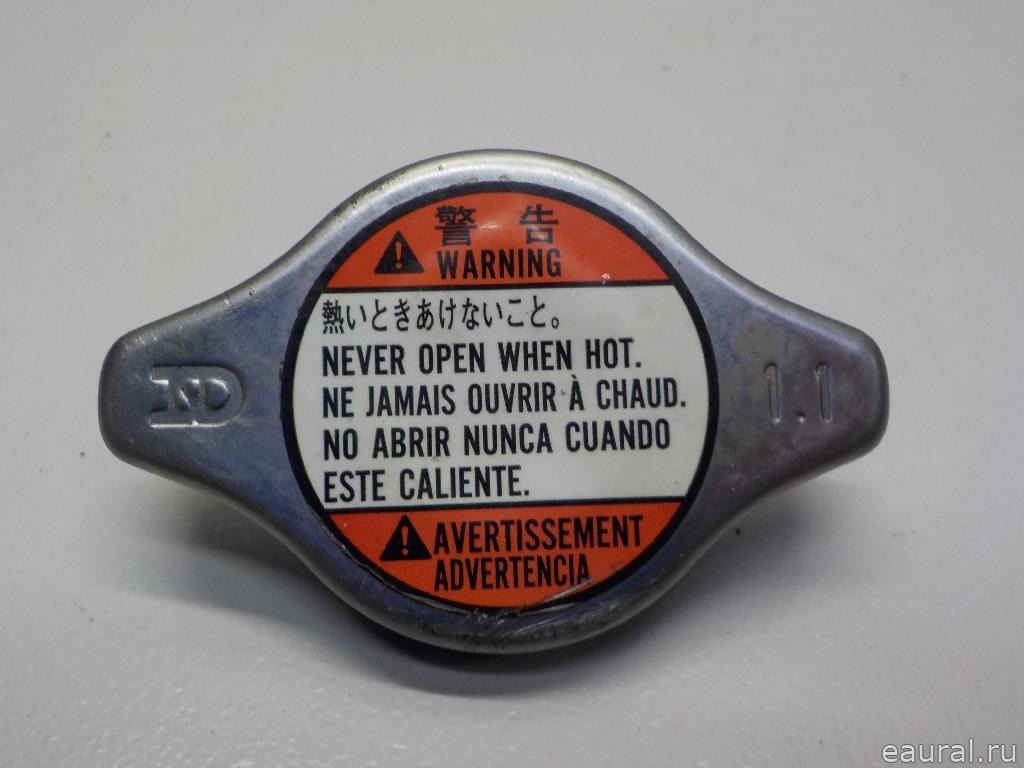 警告
WARNING
熱いときあけないこと。
NEVER OPEN WHEN HOT.
NE JAMAIS OUVRIR À CHAUD.
NO ABRIR NUNCA CUANDO
ESTE CALIENTE.
AVERTISSEMENT
ADVERTENCIA
1.1
eaural.ru